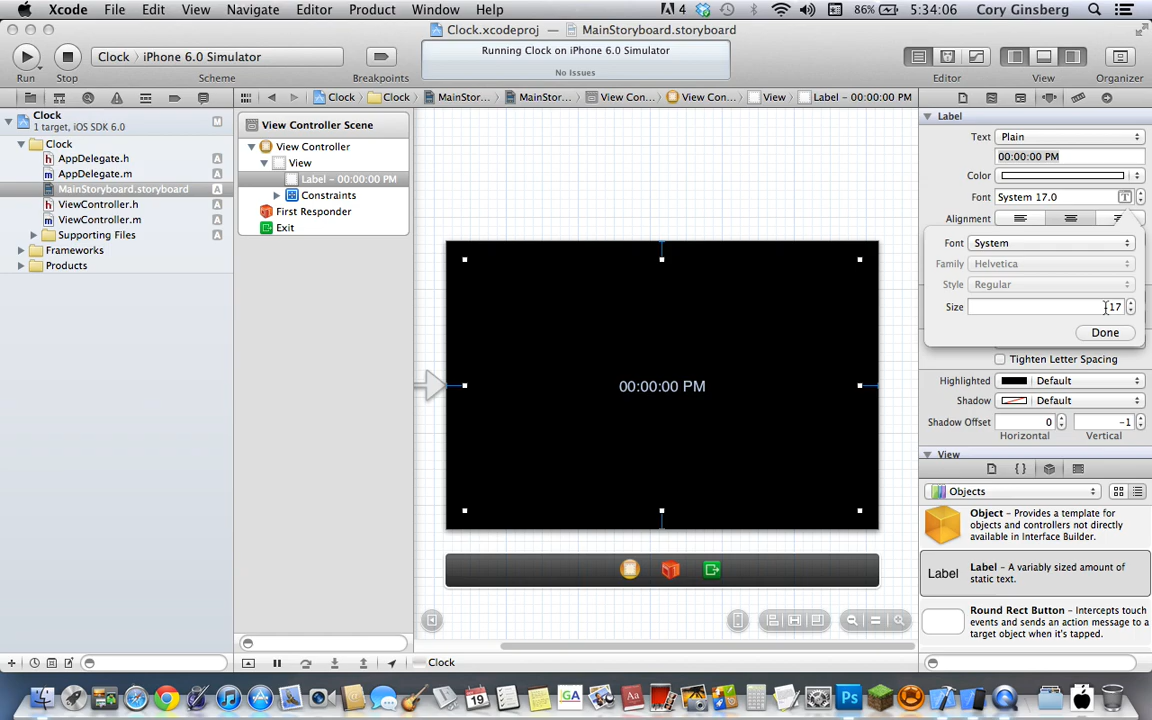 Xcode File Edit View Navigate Editor Product Window Help 4 86% 5:34:06 Cory Ginsberg
Clock.xcodeproj — MainStoryboard.storyboard
Clock iPhone 6.0 Simulator
Running Clock on iPhone 6.0 Simulator
No Issues
Run Stop Scheme Breakpoints Editor View Organizer
Clock Clock MainStor... MainStor... View Con... View Con... View Label – 00:00:00 PM
Clock M
1 target, iOS SDK 6.0
Clock
AppDelegate.h A
AppDelegate.m A
MainStoryboard.storyboard A
ViewController.h A
ViewController.m A
Supporting Files
Frameworks
Products
View Controller Scene
View Controller
View
Label – 00:00:00 PM
Constraints
First Responder
Exit
00:00:00 PM
Label
Text Plain
00:00:00 PM
Color
Font System 17.0
Alignment
Font System
Family Helvetica
Style Regular
Size 17
Done
Tighten Letter Spacing
Highlighted Default
Shadow Default
Shadow Offset 0 -1
Horizontal Vertical
View
Objects
Object – Provides a template for
objects and controllers not directly
available in Interface Builder.
Label
Label – A variably sized amount of
static text.
Round Rect Button – Intercepts touch
events and sends an action message to a
target object when it's tapped.
Clock
19
GA
Aa
Ps